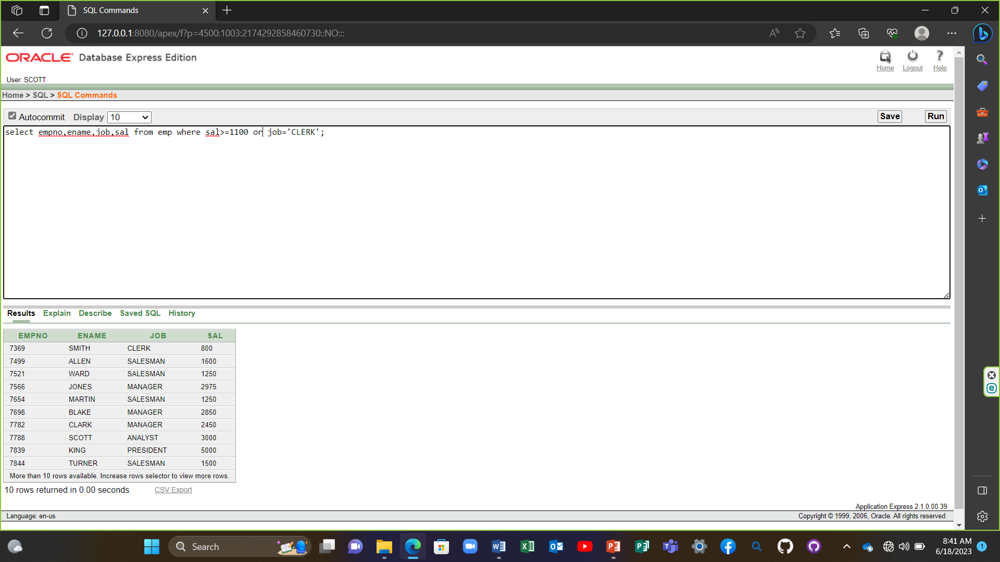 SQL Commands
127.0.0.1:8080/apex/f?p=4500:1003:2174292858460730::NO:::
ORACLE Database Express Edition
Home Logout Help
User: SCOTT
Home > SQL > SQL Commands
Autocommit Display 10 Save Run
select empno,ename,job,sal from emp where sal>=1100 or job='CLERK';
Results Explain Describe Saved SQL History
EMPNO ENAME JOB SAL
7369 SMITH CLERK 800
7499 ALLEN SALESMAN 1600
7521 WARD SALESMAN 1250
7566 JONES MANAGER 2975
7654 MARTIN SALESMAN 1250
7698 BLAKE MANAGER 2850
7782 CLARK MANAGER 2450
7788 SCOTT ANALYST 3000
7839 KING PRESIDENT 5000
7844 TURNER SALESMAN 1500
More than 10 rows available. Increase rows selector to view more rows.
10 rows returned in 0.00 seconds CSV Export
Application Express 2.1.0.00.39
Language: en-us Copyright © 1999, 2006, Oracle. All rights reserved.
Search
8:41 AM
6/18/2023
1